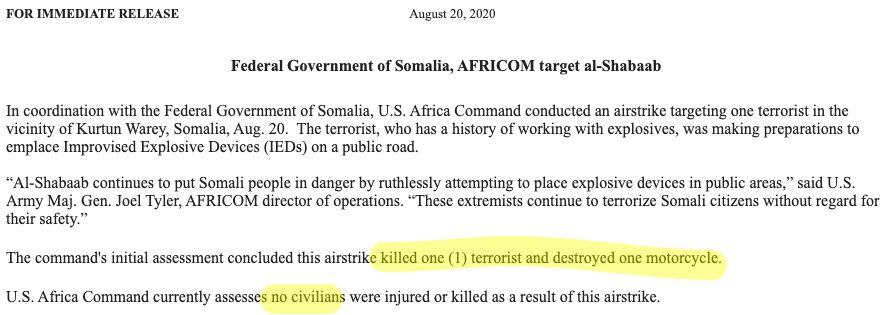 FOR IMMEDIATE RELEASE August 20, 2020
Federal Government of Somalia, AFRICOM target al-Shabaab
In coordination with the Federal Government of Somalia, U.S. Africa Command conducted an airstrike targeting one terrorist in the
vicinity of Kurtun Warey, Somalia, Aug. 20.  The terrorist, who has a history of working with explosives, was making preparations to
emplace Improvised Explosive Devices (IEDs) on a public road.
“Al-Shabaab continues to put Somali people in danger by ruthlessly attempting to place explosive devices in public areas,” said U.S.
Army Maj. Gen. Joel Tyler, AFRICOM director of operations. “These extremists continue to terrorize Somali citizens without regard for
their safety.”
The command's initial assessment concluded this airstrike killed one (1) terrorist and destroyed one motorcycle.
U.S. Africa Command currently assesses no civilians were injured or killed as a result of this airstrike.